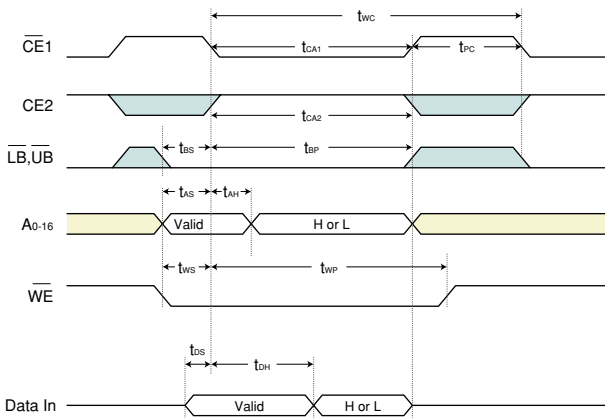 tWC
CE1
tCA1
tPC
CE2
tCA2
LB,UB
tBS
tBP
tAS
tAH
A0-16
Valid
H or L
tWS
tWP
WE
tDS
tDH
Data In
Valid
H or L